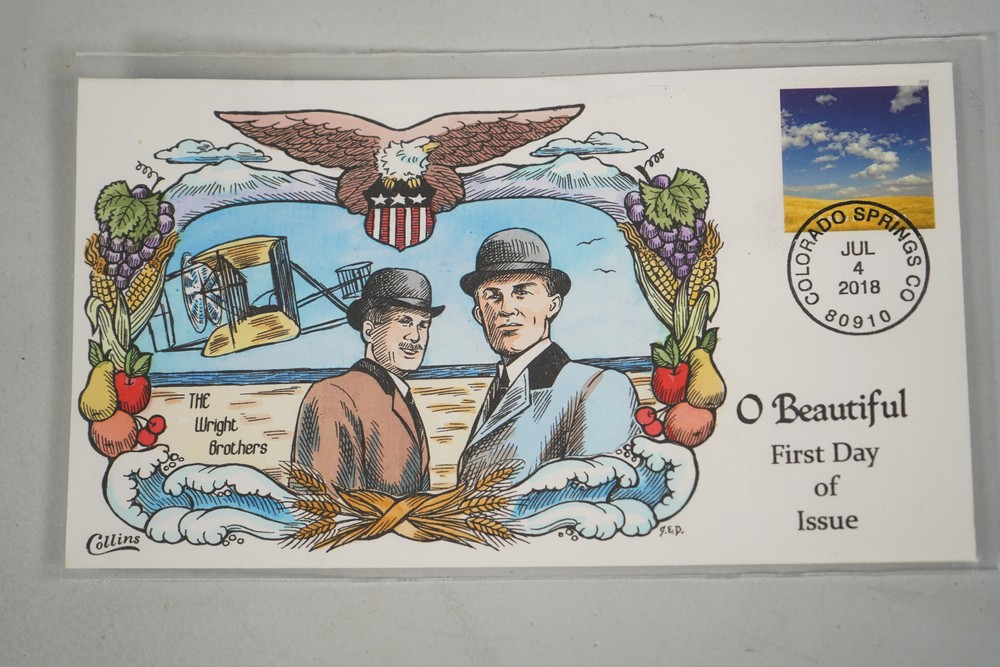 COLORADO SPRINGS CO
JUL
4
2018
80910
THE
Wright
Brothers
O Beautiful
First Day
of
Issue
Collins
J.E.D.